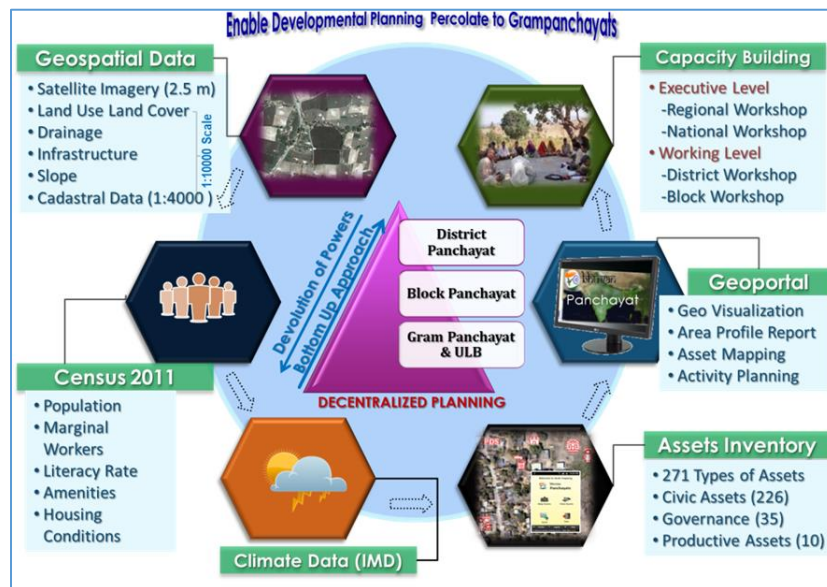 Enable Developmental Planning Percolate to Grampanchayats
Geospatial Data
• Satellite Imagery (2.5 m)
• Land Use Land Cover
• Drainage
• Infrastructure
• Slope
• Cadastral Data (1:4000 )
1:10000 Scale
Capacity Building
• Executive Level
-Regional Workshop
-National Workshop
• Working Level
-District Workshop
-Block Workshop
Devolution of Powers
Bottom Up Approach
District
Panchayat
Block Panchayat
Gram Panchayat
& ULB
DECENTRALIZED PLANNING
Panchayat
Geoportal
• Geo Visualization
• Area Profile Report
• Asset Mapping
• Activity Planning
Census 2011
• Population
• Marginal
Workers
• Literacy Rate
• Amenities
• Housing
Conditions
Climate Data (IMD)
Assets Inventory
• 271 Types of Assets
• Civic Assets (226)
• Governance (35)
• Productive Assets (10)